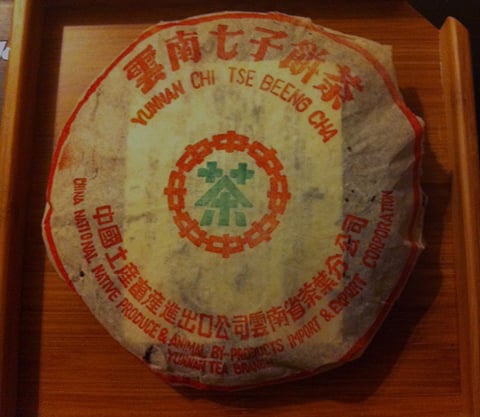 雲南七子餅茶
YUNNAN CHI TSE BEENG CHA
茶
中國土產畜產進出口公司雲南省茶葉分公司
CHINA NATIONAL NATIVE PRODUCE & ANIMAL BY-PRODUCTS IMPORT & EXPORT CORPORATION
YUNNAN TEA BRANCH